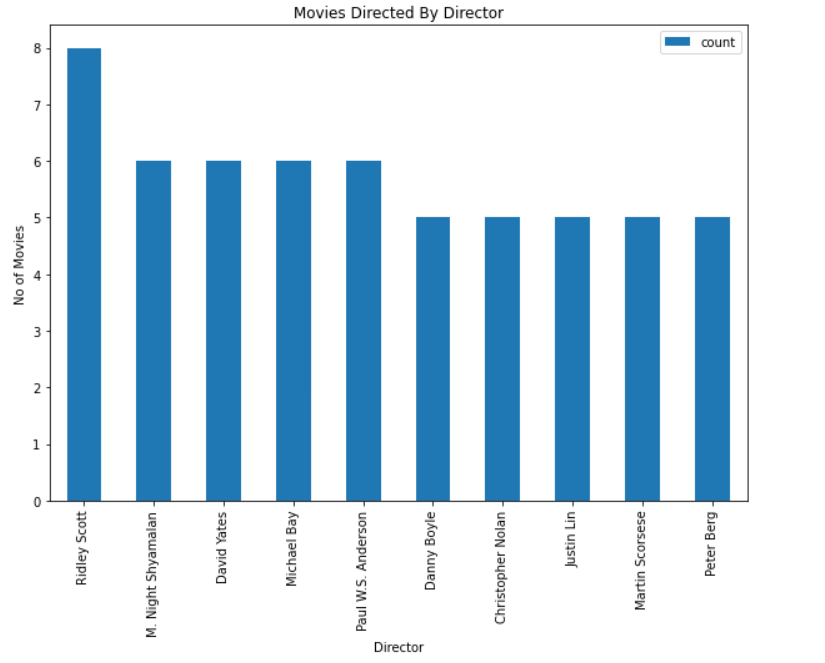 Movies Directed By Director
count
No of Movies
8
7
6
5
4
3
2
1
0
Ridley Scott
M. Night Shyamalan
David Yates
Michael Bay
Paul W.S. Anderson
Danny Boyle
Christopher Nolan
Justin Lin
Martin Scorsese
Peter Berg
Director